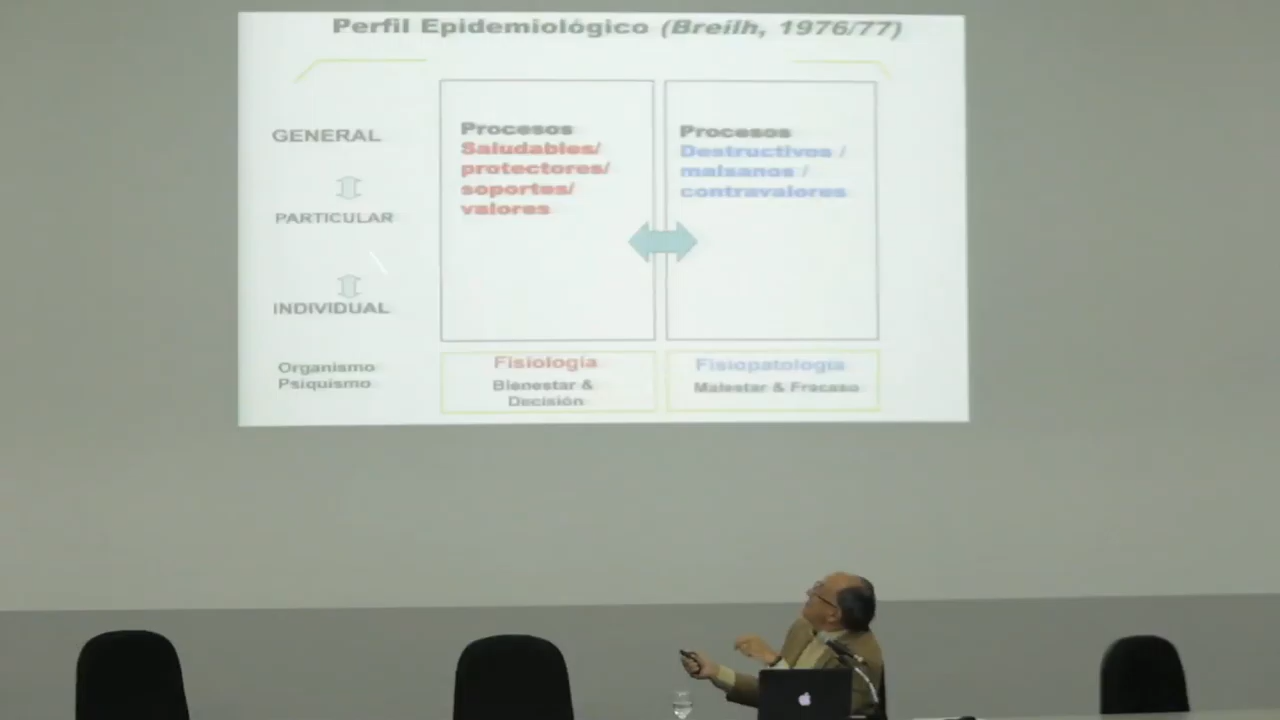 Perfil Epidemiológico (Breilh, 1976/77)
GENERAL
PARTICULAR
INDIVIDUAL
Organismo
Psiquismo
Procesos
Saludables/
protectores/
soportes/
valores
Procesos
Destructivos /
malsanos /
contravalores
Fisiología
Bienestar &
Decisión
Fisiopatología
Malestar & Fracaso